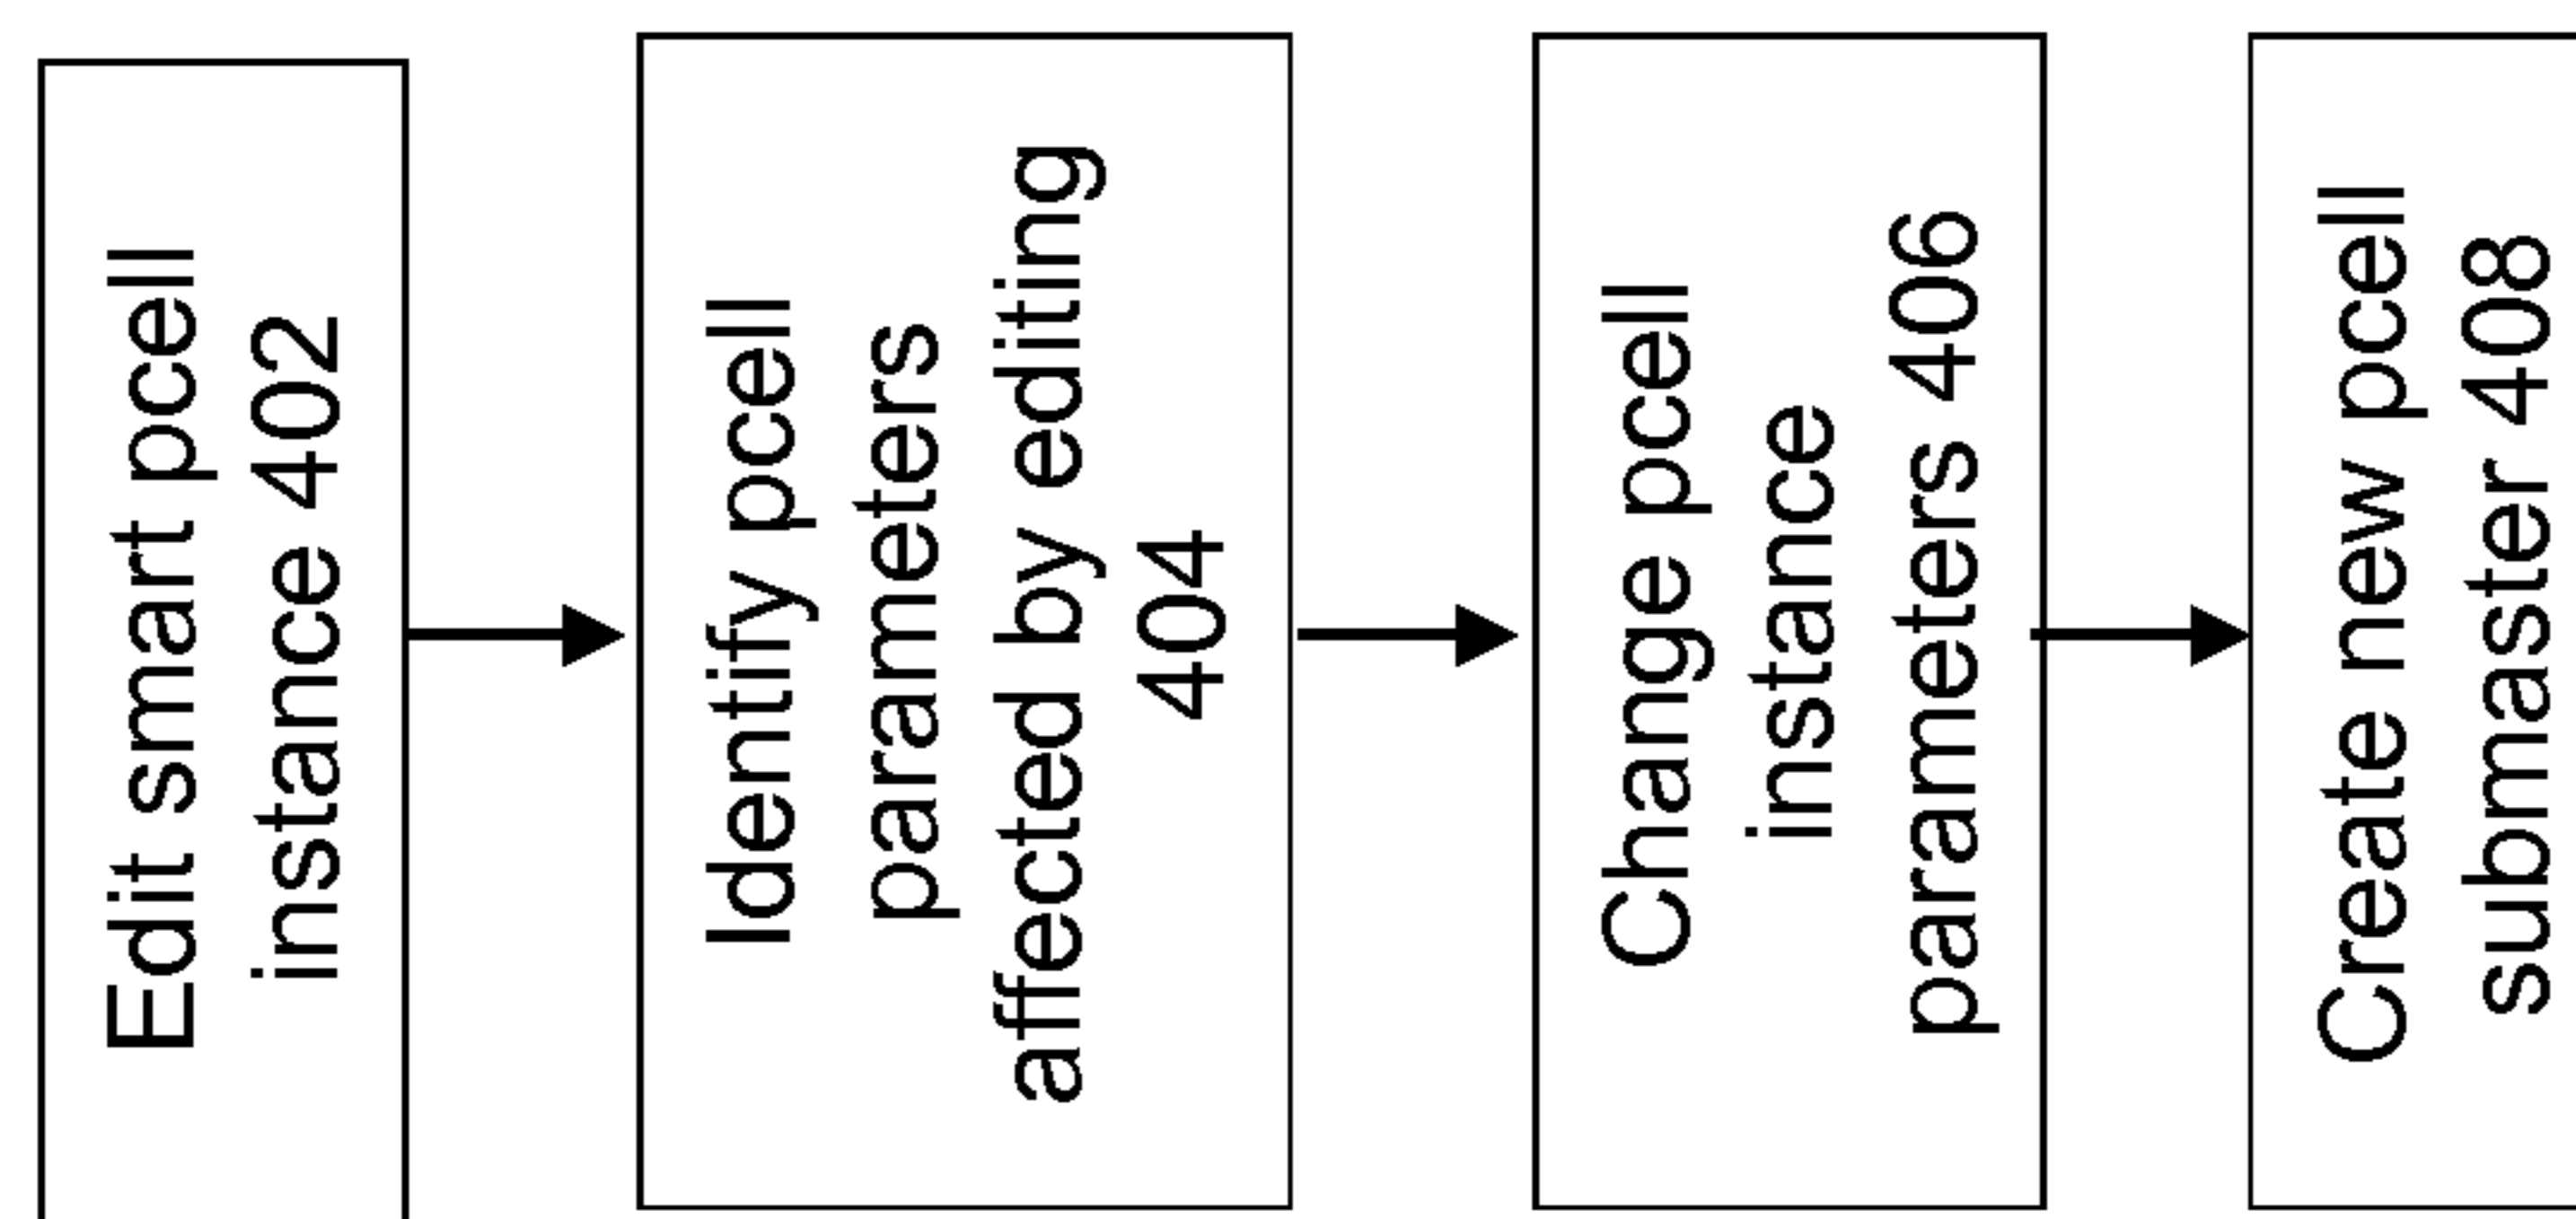 Edit smart pcell
instance 402
Identify pcell
parameters
affected by editing
404
Change pcell
instance
parameters 406
Create new pcell
submaster 408